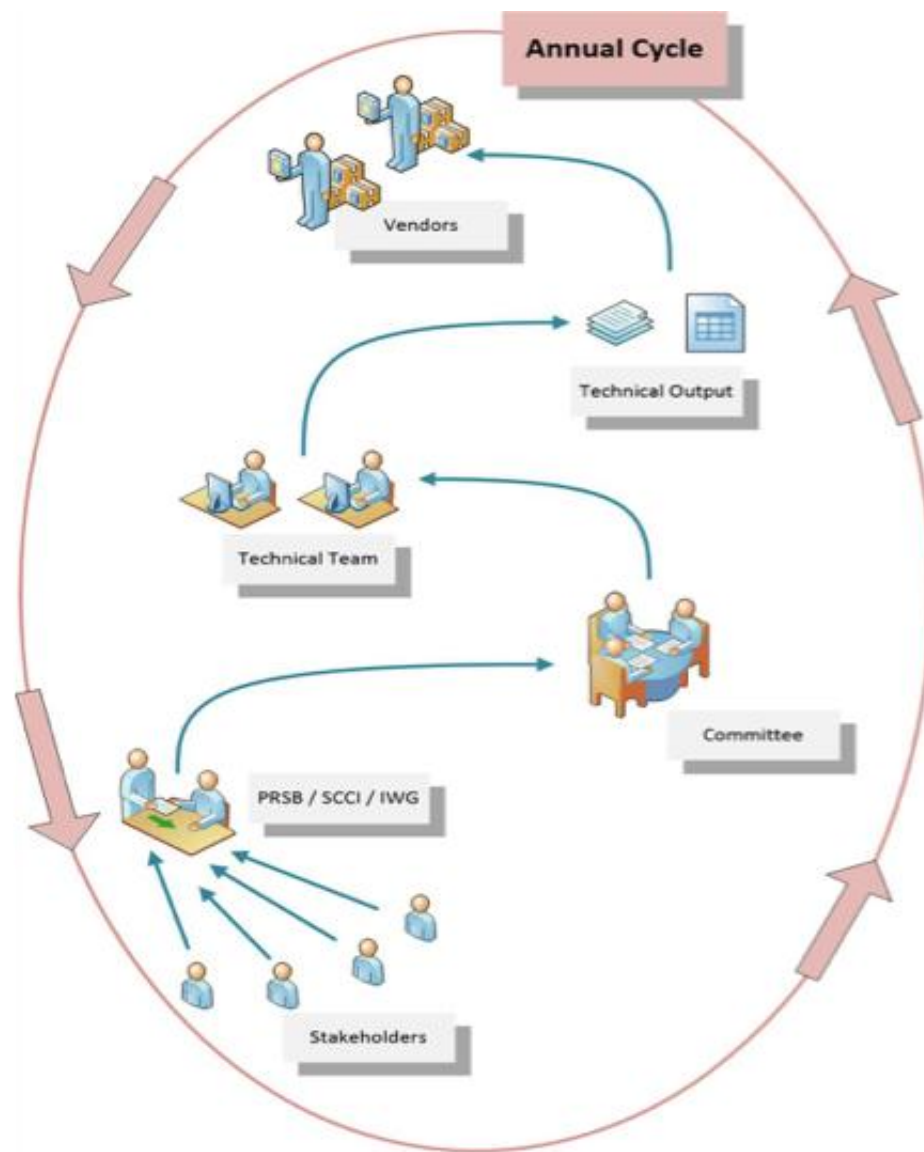 Annual Cycle
Vendors
Technical Output
Technical Team
Committee
PRSB / SCCI / IWG
Stakeholders